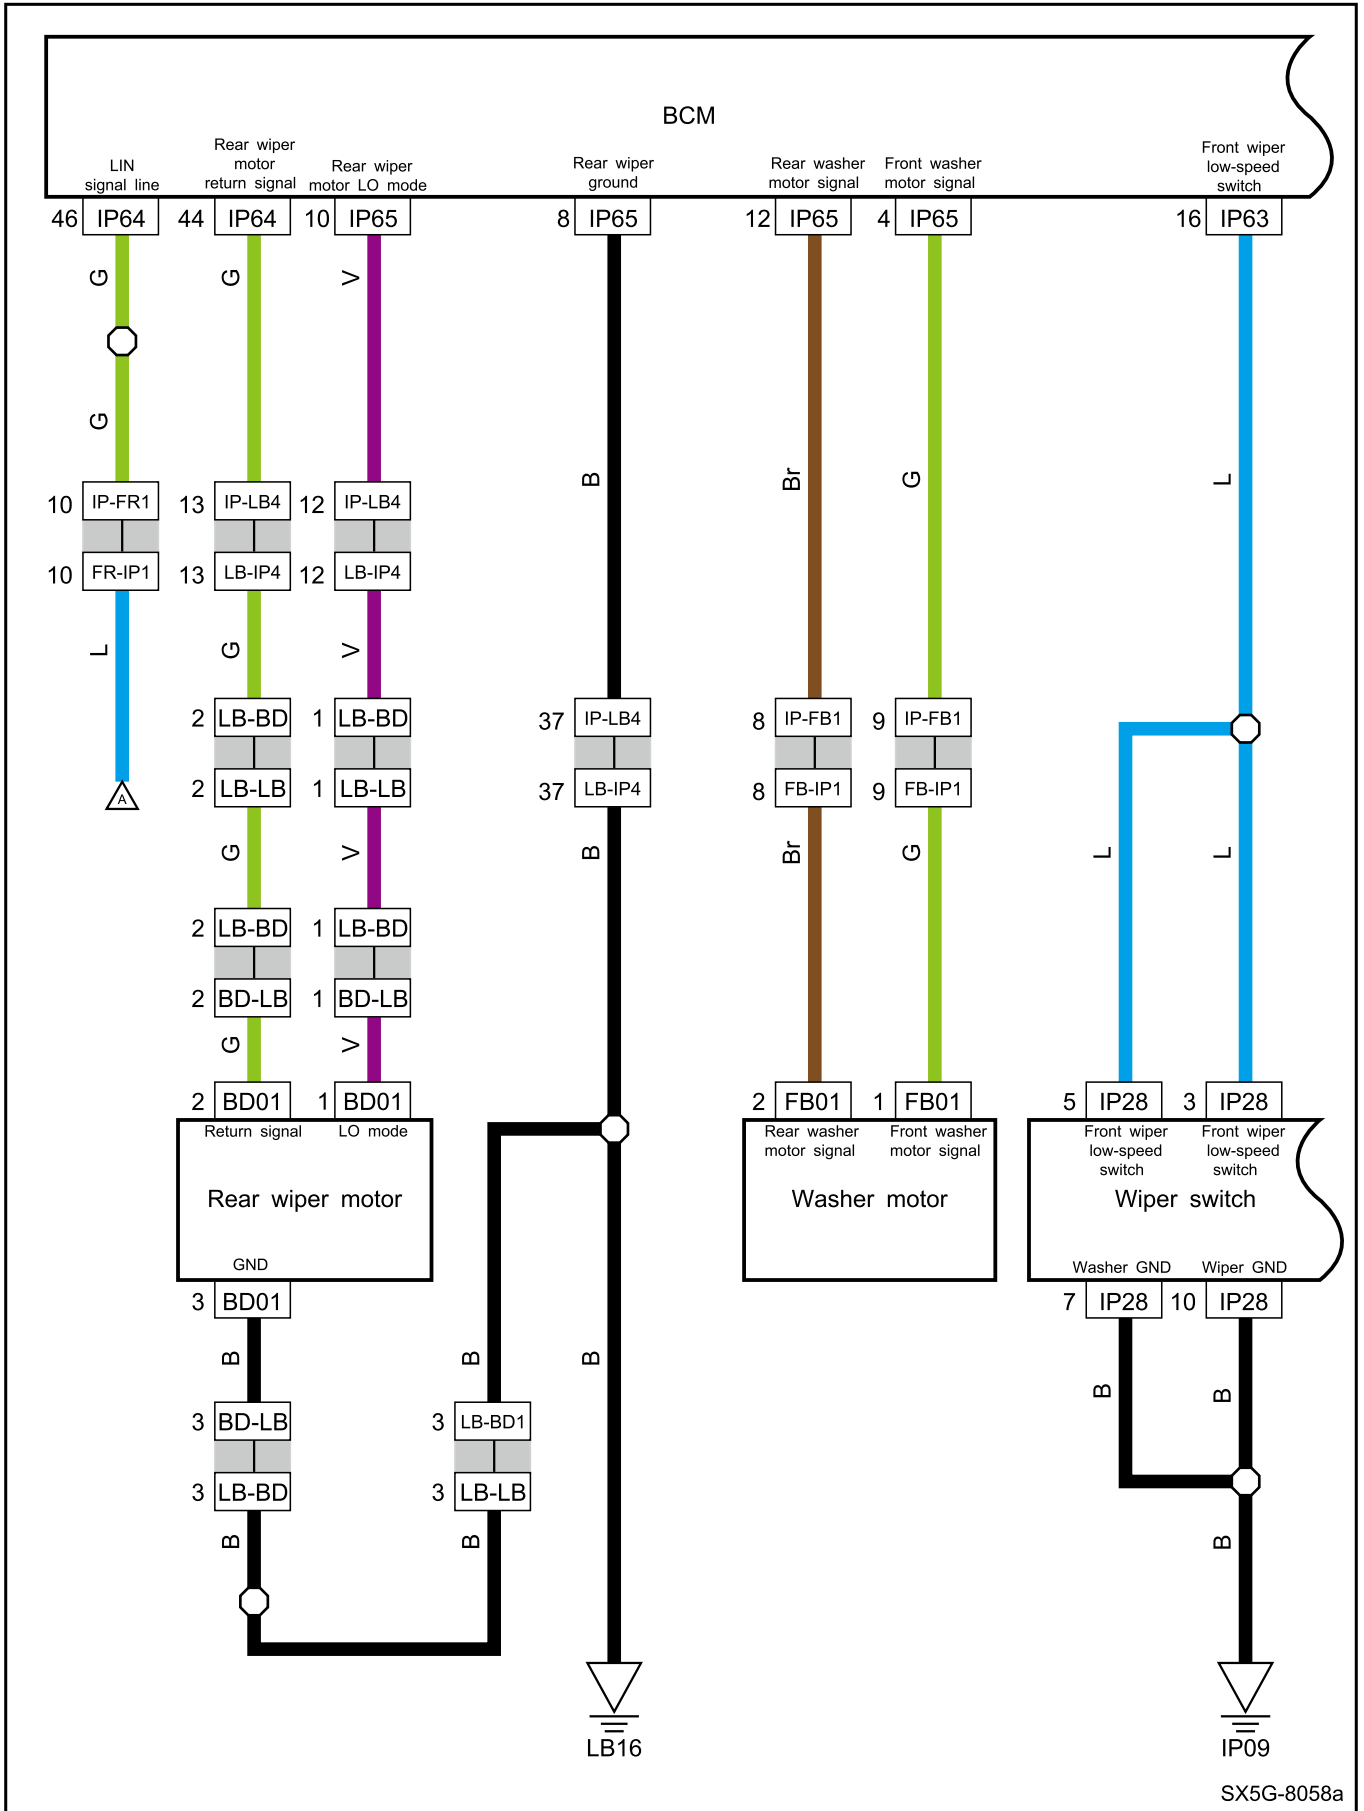 BCM
LIN
signal line
Rear wiper
motor
return signal
Rear wiper
motor LO mode
Rear wiper
ground
Rear washer
motor signal
Front washer
motor signal
Front wiper
low-speed
switch
46 IP64
44 IP64
10 IP65
8 IP65
12 IP65
4 IP65
16 IP63
G
G
V
G
B
Br
G
L
10 IP-FR1
13 IP-LB4
12 IP-LB4
10 FR-IP1
13 LB-IP4
12 LB-IP4
L
G
V
2 LB-BD
1 LB-BD
37 IP-LB4
8 IP-FB1
9 IP-FB1
2 LB-LB
1 LB-LB
37 LB-IP4
8 FB-IP1
9 FB-IP1
A
G
V
B
Br
G
L
L
2 LB-BD
1 LB-BD
2 BD-LB
1 BD-LB
G
V
2 BD01
1 BD01
2 FB01
1 FB01
5 IP28
3 IP28
Return signal
LO mode
Rear wiper motor
GND
Rear washer
motor signal
Front washer
motor signal
Washer motor
Front wiper
low-speed
switch
Front wiper
low-speed
switch
Wiper switch
Washer GND
Wiper GND
3 BD01
7 IP28
10 IP28
B
B
B
B
B
3 BD-LB
3 LB-BD1
3 LB-BD
3 LB-LB
B
B
B
LB16
IP09
SX5G-8058a